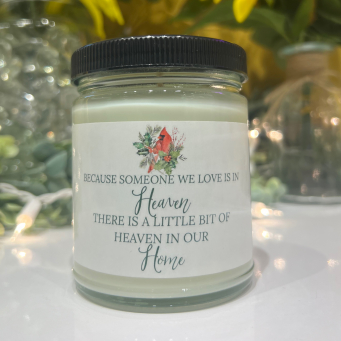 BECAUSE SOMEONE WE LOVE IS IN
Heaven
THERE IS A LITTLE BIT OF
HEAVEN IN OUR
Home